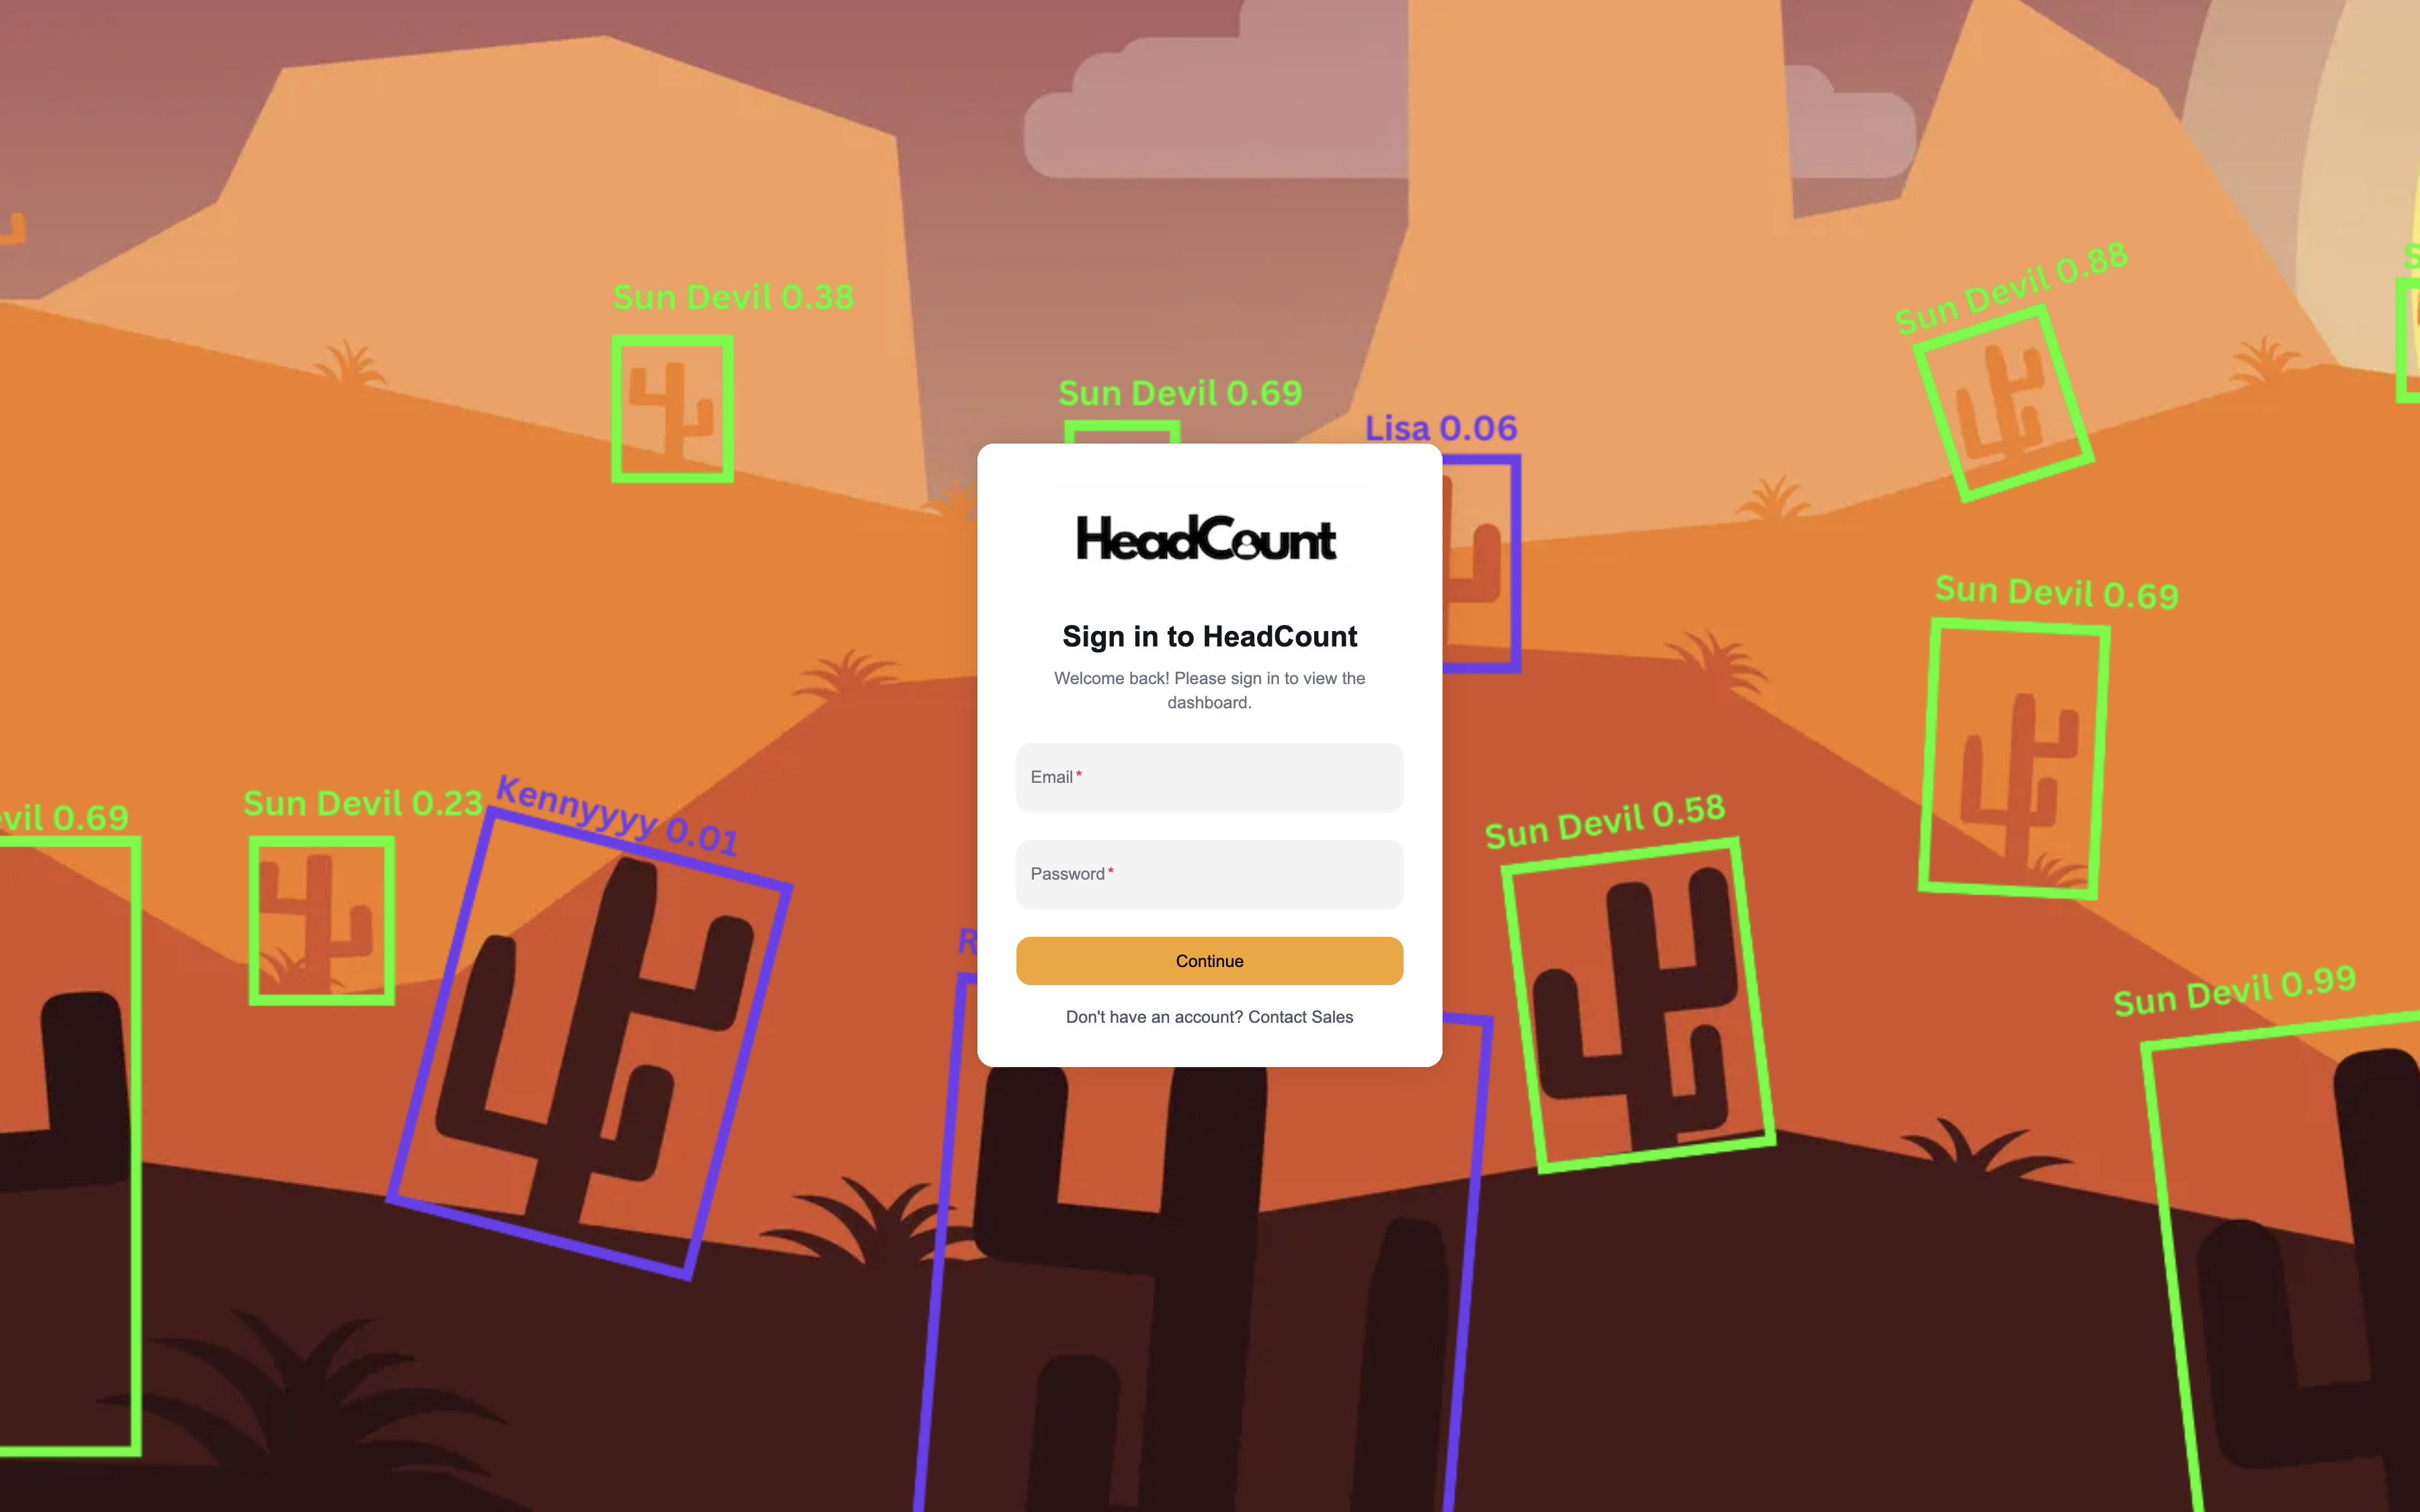 Sun Devil 0.88
S
Sun Devil 0.38
Sun Devil 0.69
Lisa 0.06
HeadCount
Sun Devil 0.69
Sign in to HeadCount
Welcome back! Please sign in to view the
dashboard.
Email*
Kennyyyy 0.01
Sun Devil 0.23
evil 0.69
Sun Devil 0.58
Password*
R
Continue
Sun Devil 0.99
Don't have an account? Contact Sales